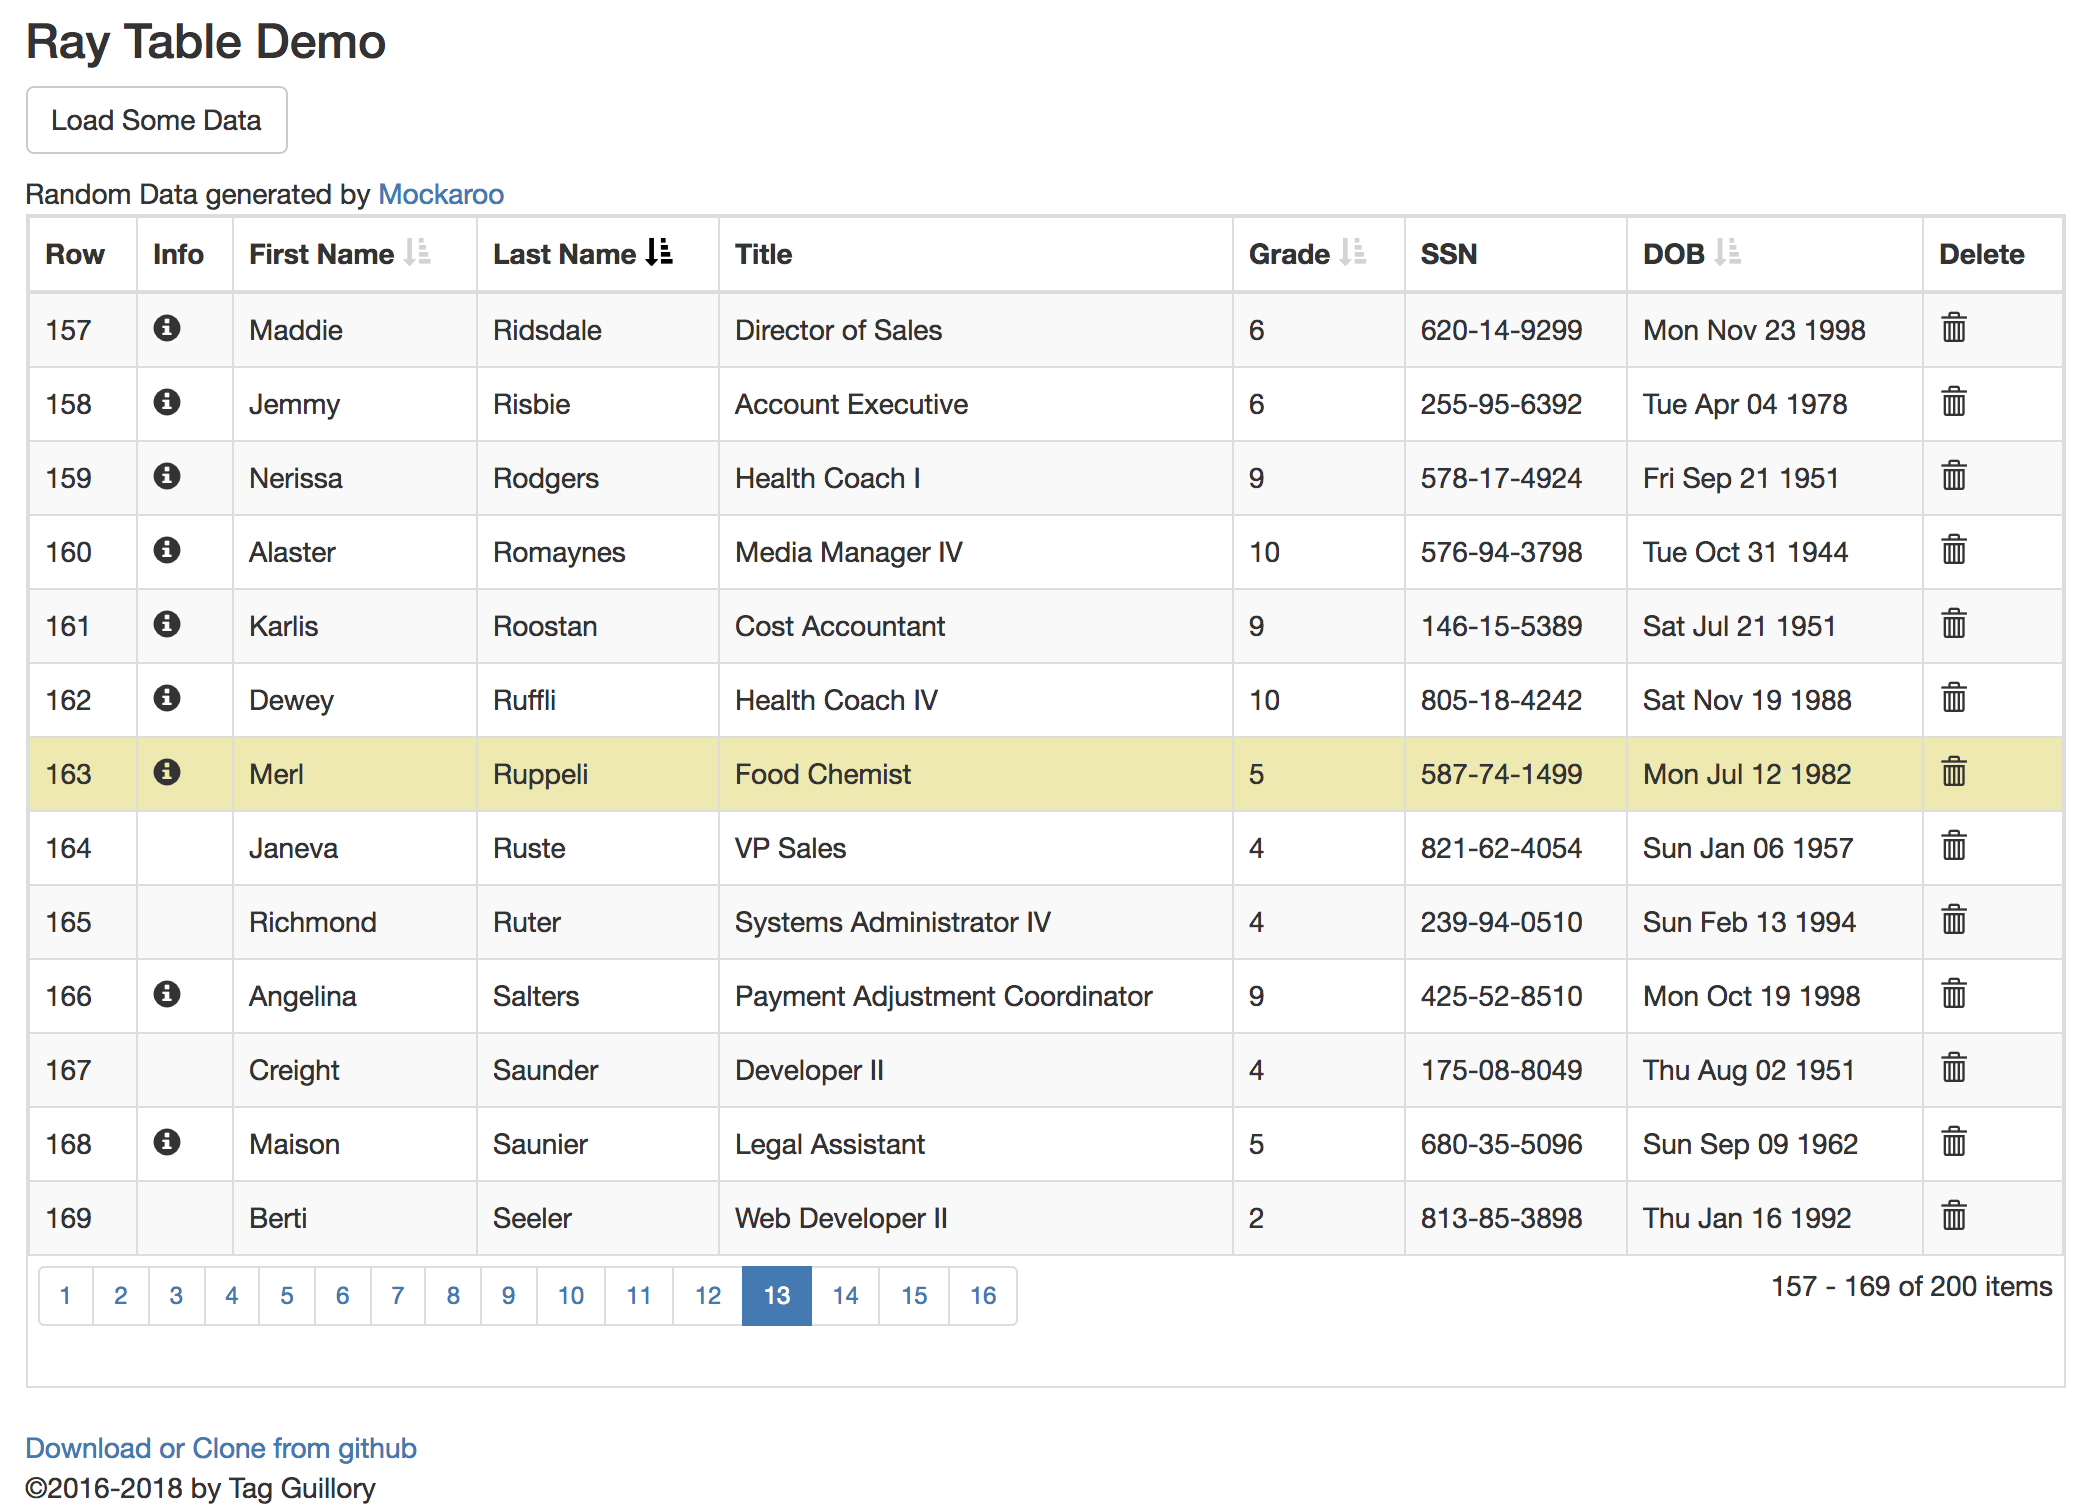 Ray Table Demo
Load Some Data
Random Data generated by Mockaroo
Row Info First Name Last Name Title Grade SSN DOB Delete
157 Maddie Ridsdale Director of Sales 6 620-14-9299 Mon Nov 23 1998
158 Jemmy Risbie Account Executive 6 255-95-6392 Tue Apr 04 1978
159 Nerissa Rodgers Health Coach I 9 578-17-4924 Fri Sep 21 1951
160 Alaster Romaynes Media Manager IV 10 576-94-3798 Tue Oct 31 1944
161 Karlis Roostan Cost Accountant 9 146-15-5389 Sat Jul 21 1951
162 Dewey Ruffli Health Coach IV 10 805-18-4242 Sat Nov 19 1988
163 Merl Ruppeli Food Chemist 5 587-74-1499 Mon Jul 12 1982
164 Janeva Ruste VP Sales 4 821-62-4054 Sun Jan 06 1957
165 Richmond Ruter Systems Administrator IV 4 239-94-0510 Sun Feb 13 1994
166 Angelina Salters Payment Adjustment Coordinator 9 425-52-8510 Mon Oct 19 1998
167 Creight Saunder Developer II 4 175-08-8049 Thu Aug 02 1951
168 Maison Saunier Legal Assistant 5 680-35-5096 Sun Sep 09 1962
169 Berti Seeler Web Developer II 2 813-85-3898 Thu Jan 16 1992
1 2 3 4 5 6 7 8 9 10 11 12 13 14 15 16 157 - 169 of 200 items
Download or Clone from github
©2016-2018 by Tag Guillory